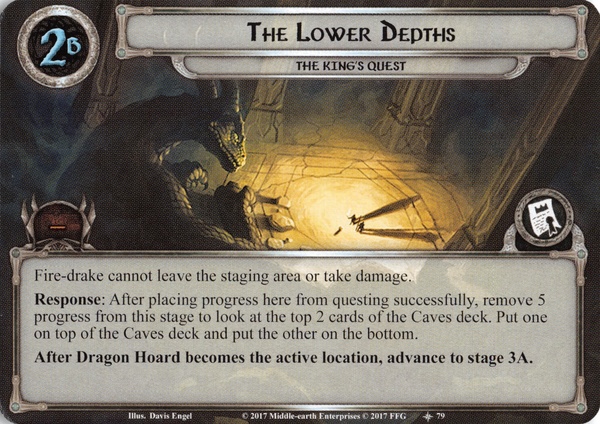 2B
THE LOWER DEPTHS
THE KING'S QUEST
–
Fire-drake cannot leave the staging area or take damage.
Response: After placing progress here from questing successfully, remove 5
progress from this stage to look at the top 2 cards of the Caves deck. Put one
on top of the Caves deck and put the other on the bottom.
After Dragon Hoard becomes the active location, advance to stage 3A.
Illus. Davis Engel © 2017 Middle-earth Enterprises © 2017 FFG 79